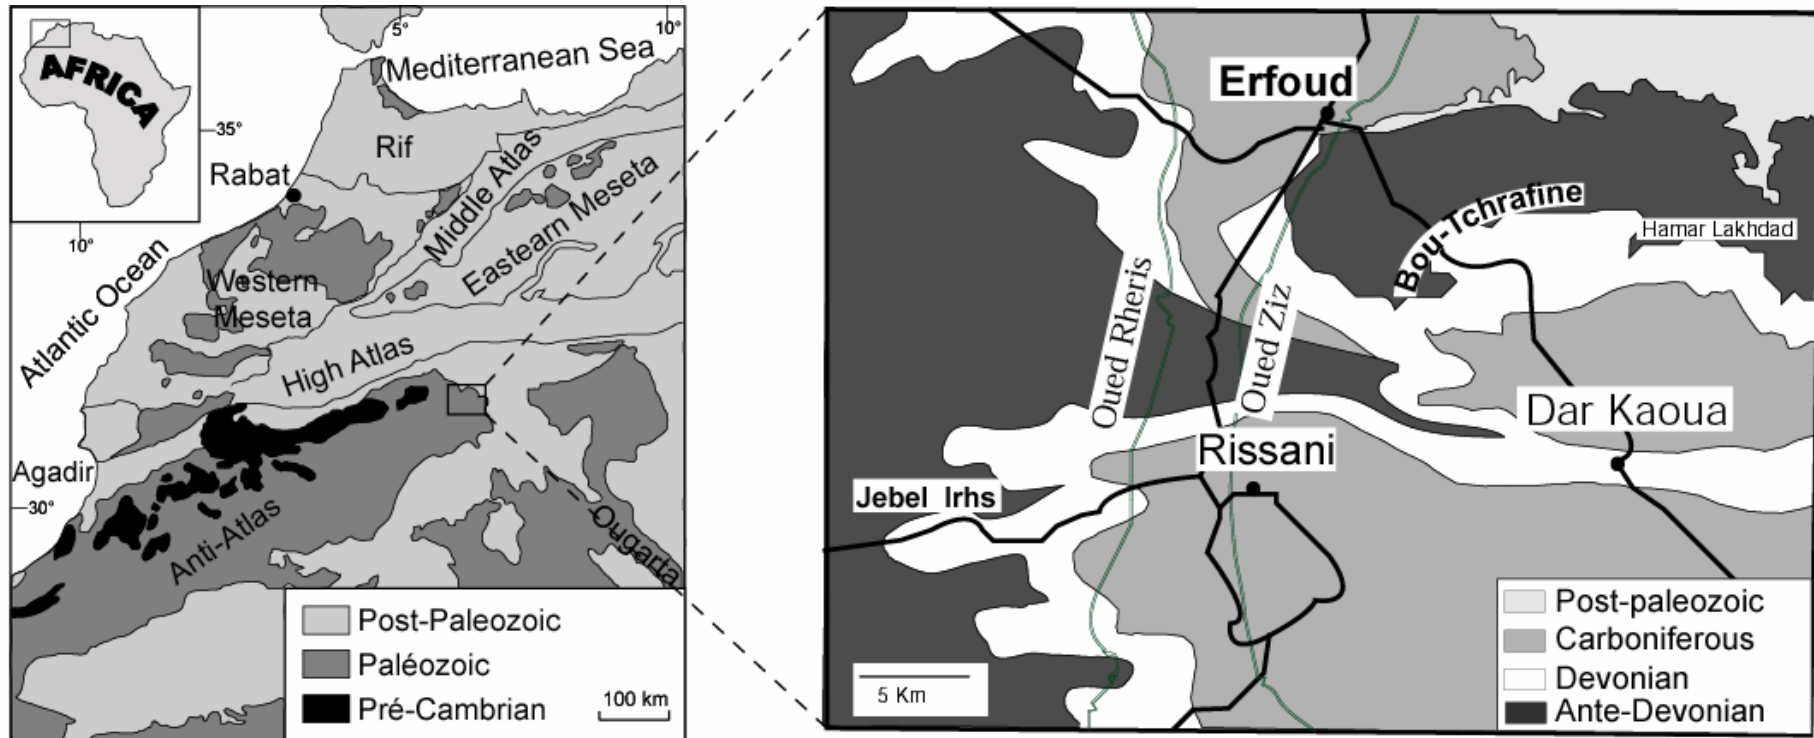 AFRICA
5°
10°
Mediterranean Sea
35°
Rif
Rabat
Middle Atlas
Eastearn Meseta
10°
Atlantic Ocean
Western
Meseta
High Atlas
Agadir
30°
Anti-Atlas
Ougarta
Post-Paleozoic
Paléozoic
Pré-Cambrian
100 km
Erfoud
Bou-Tchrafine
Hamar Lakhdad
Oued Rheris
Oued Ziz
Dar Kaoua
Rissani
Jebel Irhs
5 Km
Post-paleozoic
Carboniferous
Devonian
Ante-Devonian